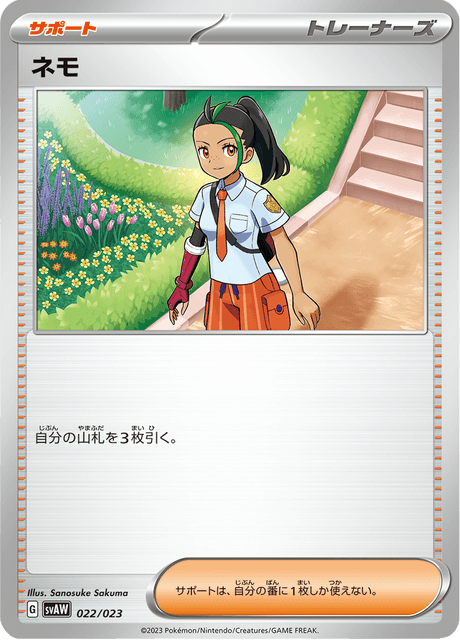 サポート トレーナーズ
ネモ
じぶん やまふだ まい ひ
自分の山札を3枚引く。
Illus. Sanosuke Sakuma
じぶん ばん まい つか
サポートは、自分の番に1枚しか使えない。
G SVAW 022/023
©2023 Pokémon/Nintendo/Creatures/GAME FREAK.